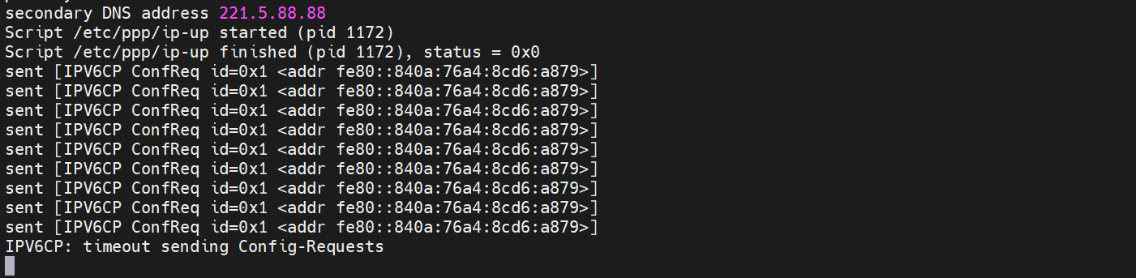 secondary DNS address 221.5.88.88
Script /etc/ppp/ip-up started (pid 1172)
Script /etc/ppp/ip-up finished (pid 1172), status = 0x0
sent [IPV6CP ConfReq id=0x1 <addr fe80::840a:76a4:8cd6:a879>]
sent [IPV6CP ConfReq id=0x1 <addr fe80::840a:76a4:8cd6:a879>]
sent [IPV6CP ConfReq id=0x1 <addr fe80::840a:76a4:8cd6:a879>]
sent [IPV6CP ConfReq id=0x1 <addr fe80::840a:76a4:8cd6:a879>]
sent [IPV6CP ConfReq id=0x1 <addr fe80::840a:76a4:8cd6:a879>]
sent [IPV6CP ConfReq id=0x1 <addr fe80::840a:76a4:8cd6:a879>]
sent [IPV6CP ConfReq id=0x1 <addr fe80::840a:76a4:8cd6:a879>]
sent [IPV6CP ConfReq id=0x1 <addr fe80::840a:76a4:8cd6:a879>]
sent [IPV6CP ConfReq id=0x1 <addr fe80::840a:76a4:8cd6:a879>]
IPV6CP: timeout sending Config-Requests